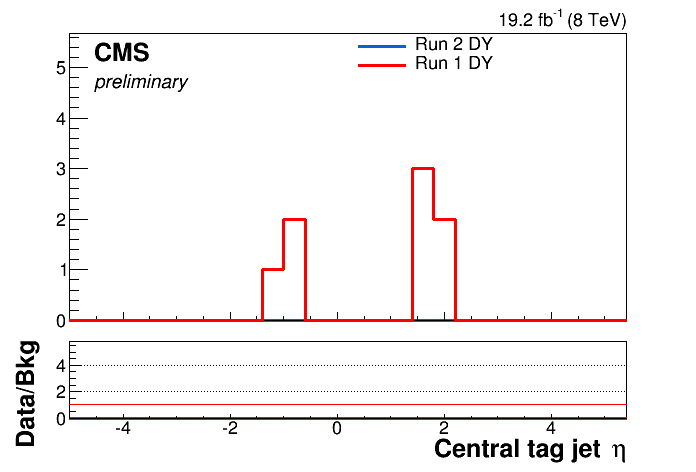 19.2 fb⁻¹ (8 TeV)
CMS
preliminary
Run 2 DY
Run 1 DY
5
4
3
2
1
0
Data/Bkg
4
2
0
-4 -2 0 2 4
Central tag jet η